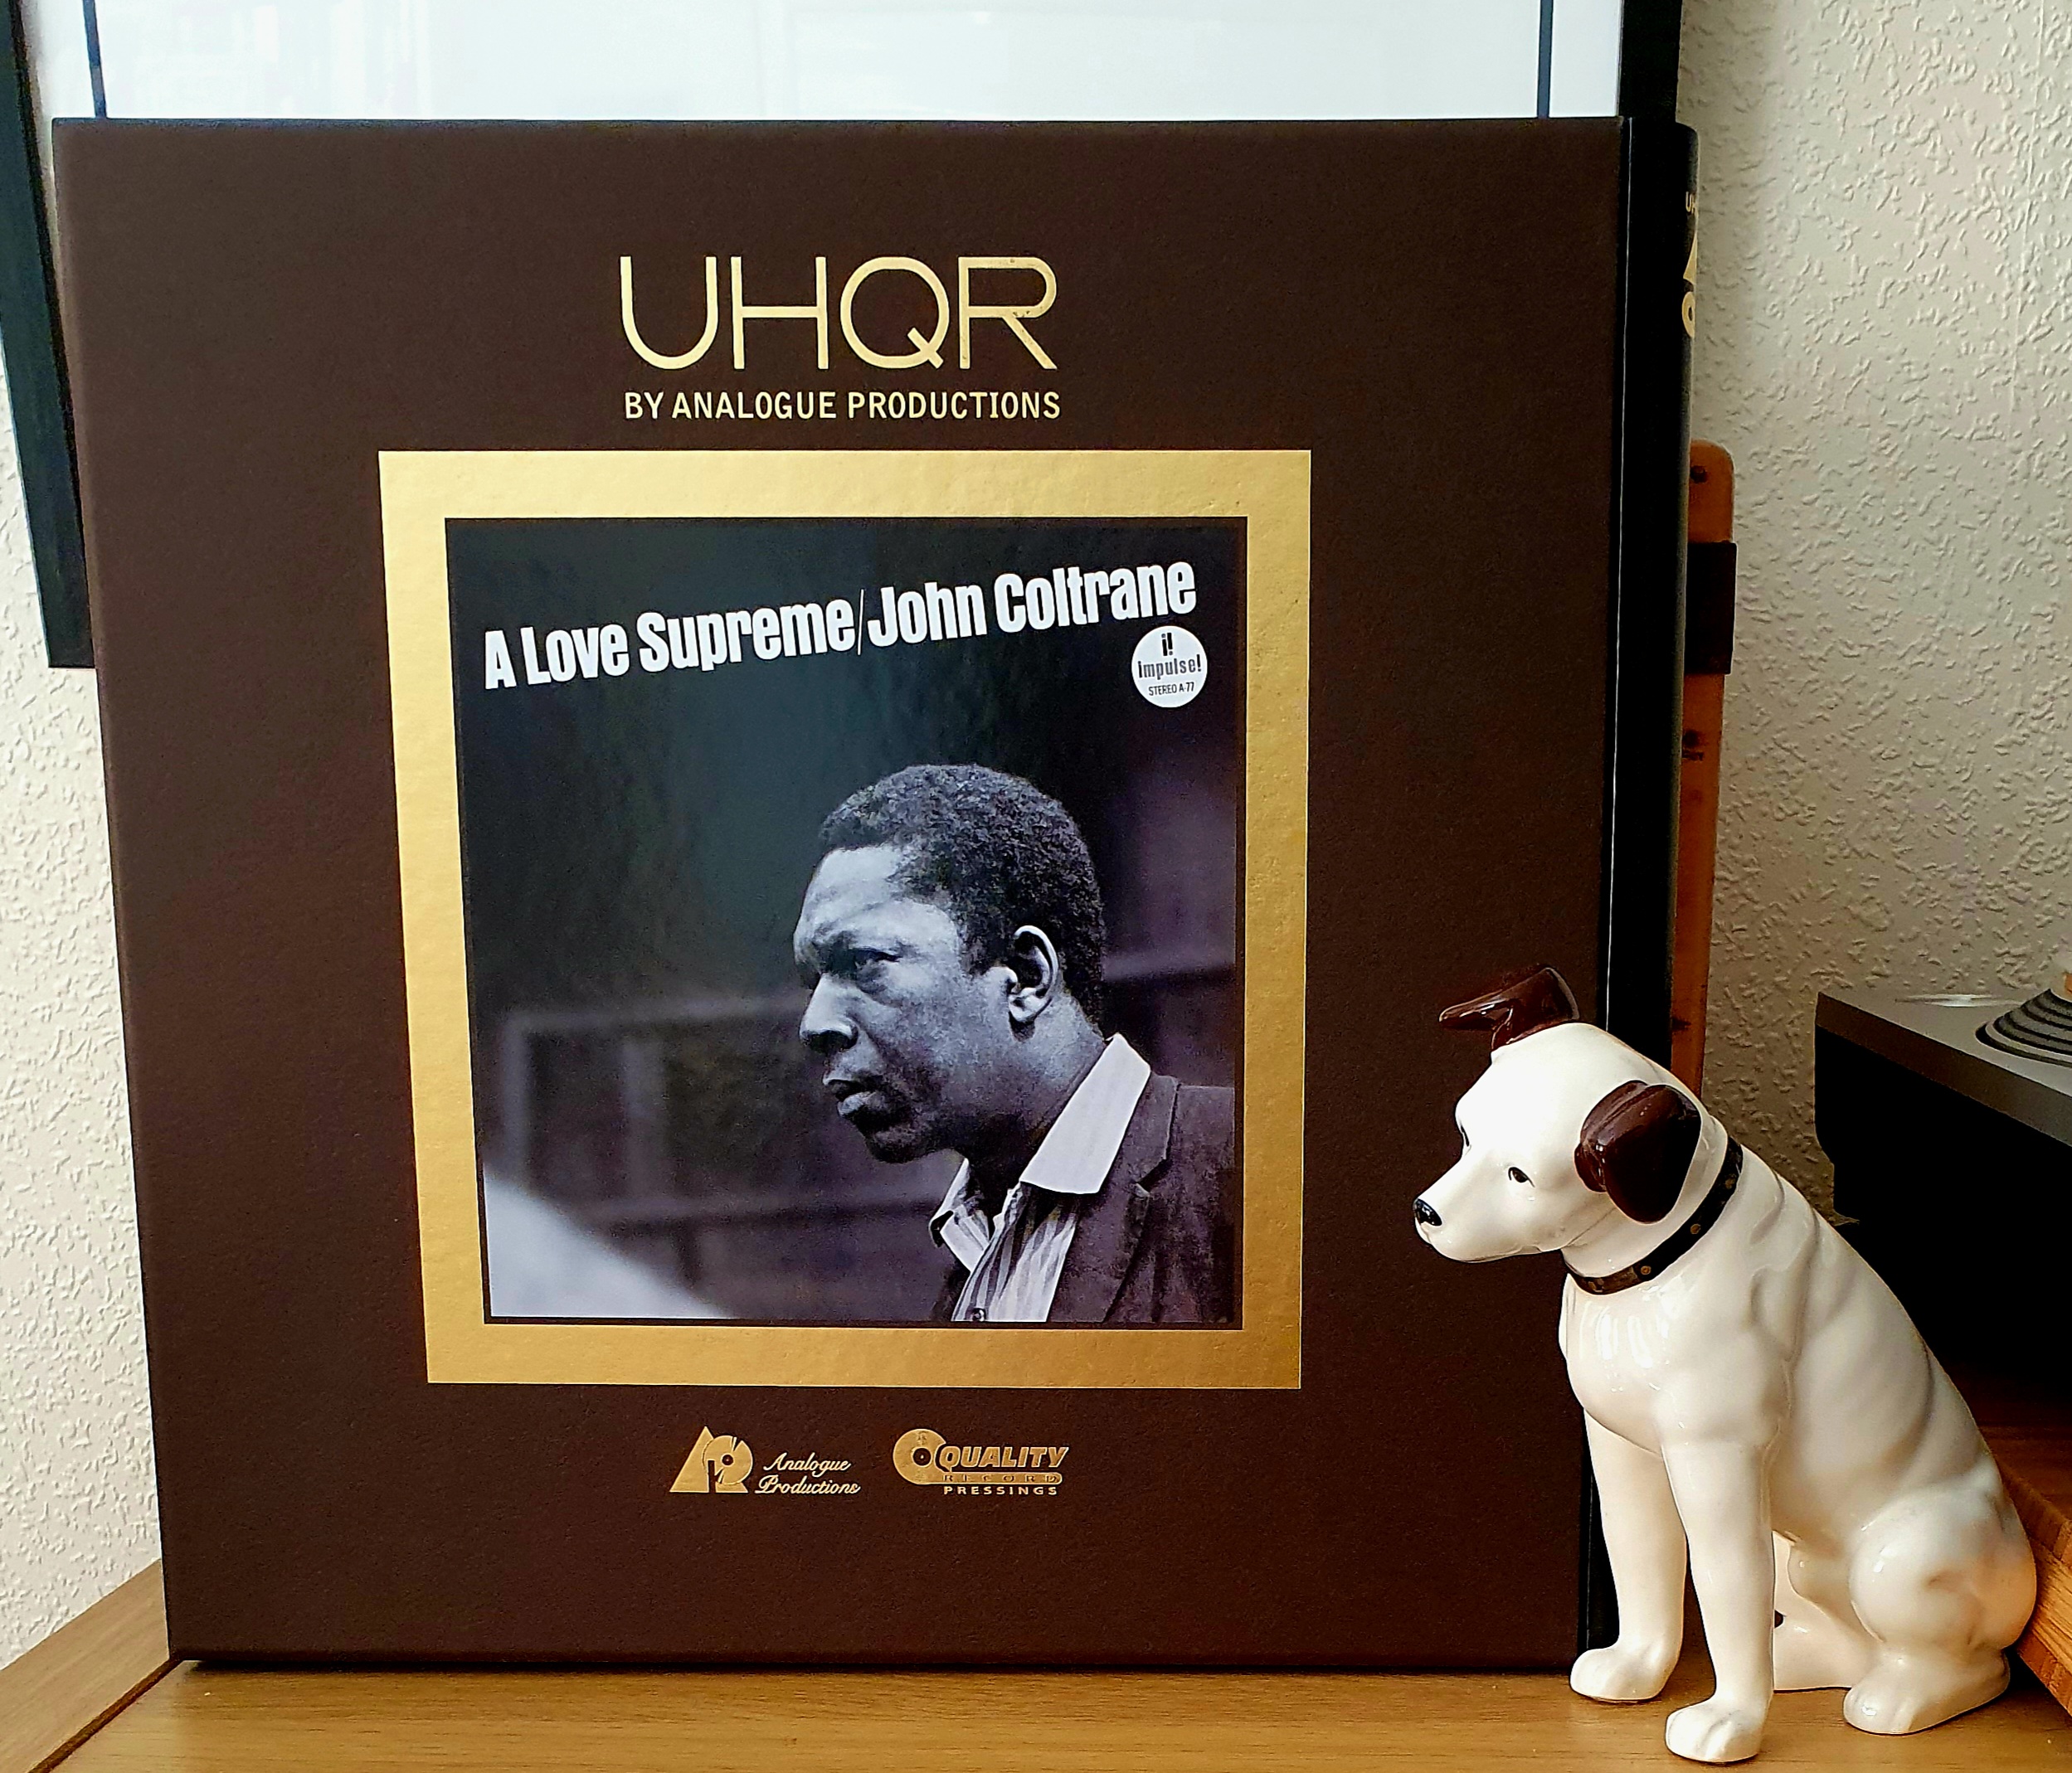 UHQR
BY ANALOGUE PRODUCTIONS
A Love Supreme/John Coltrane
i!
impulse!
STEREO A-77
Analogue
Productions
QUALITY
RECORD
PRESSINGS